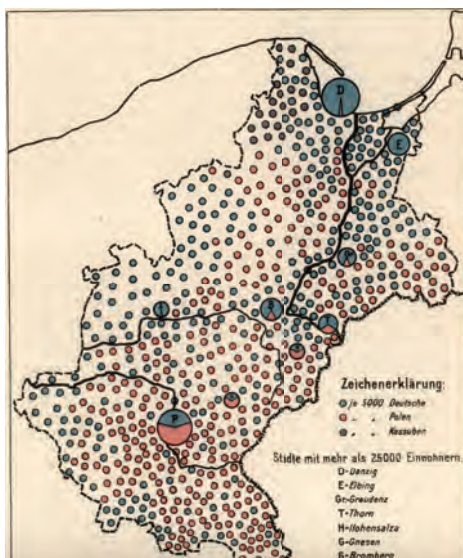 D
E
P
Zeichenerklärung:
je 5000 Deutsche
" " Polen
" " Kassuben
Städte mit mehr als 25000 Einwohnern.
D-Danzig
E-Elbing
Gr.-Graudenz
T-Thorn
H-Hohensalza
G-Gnesen
B-Bromberg